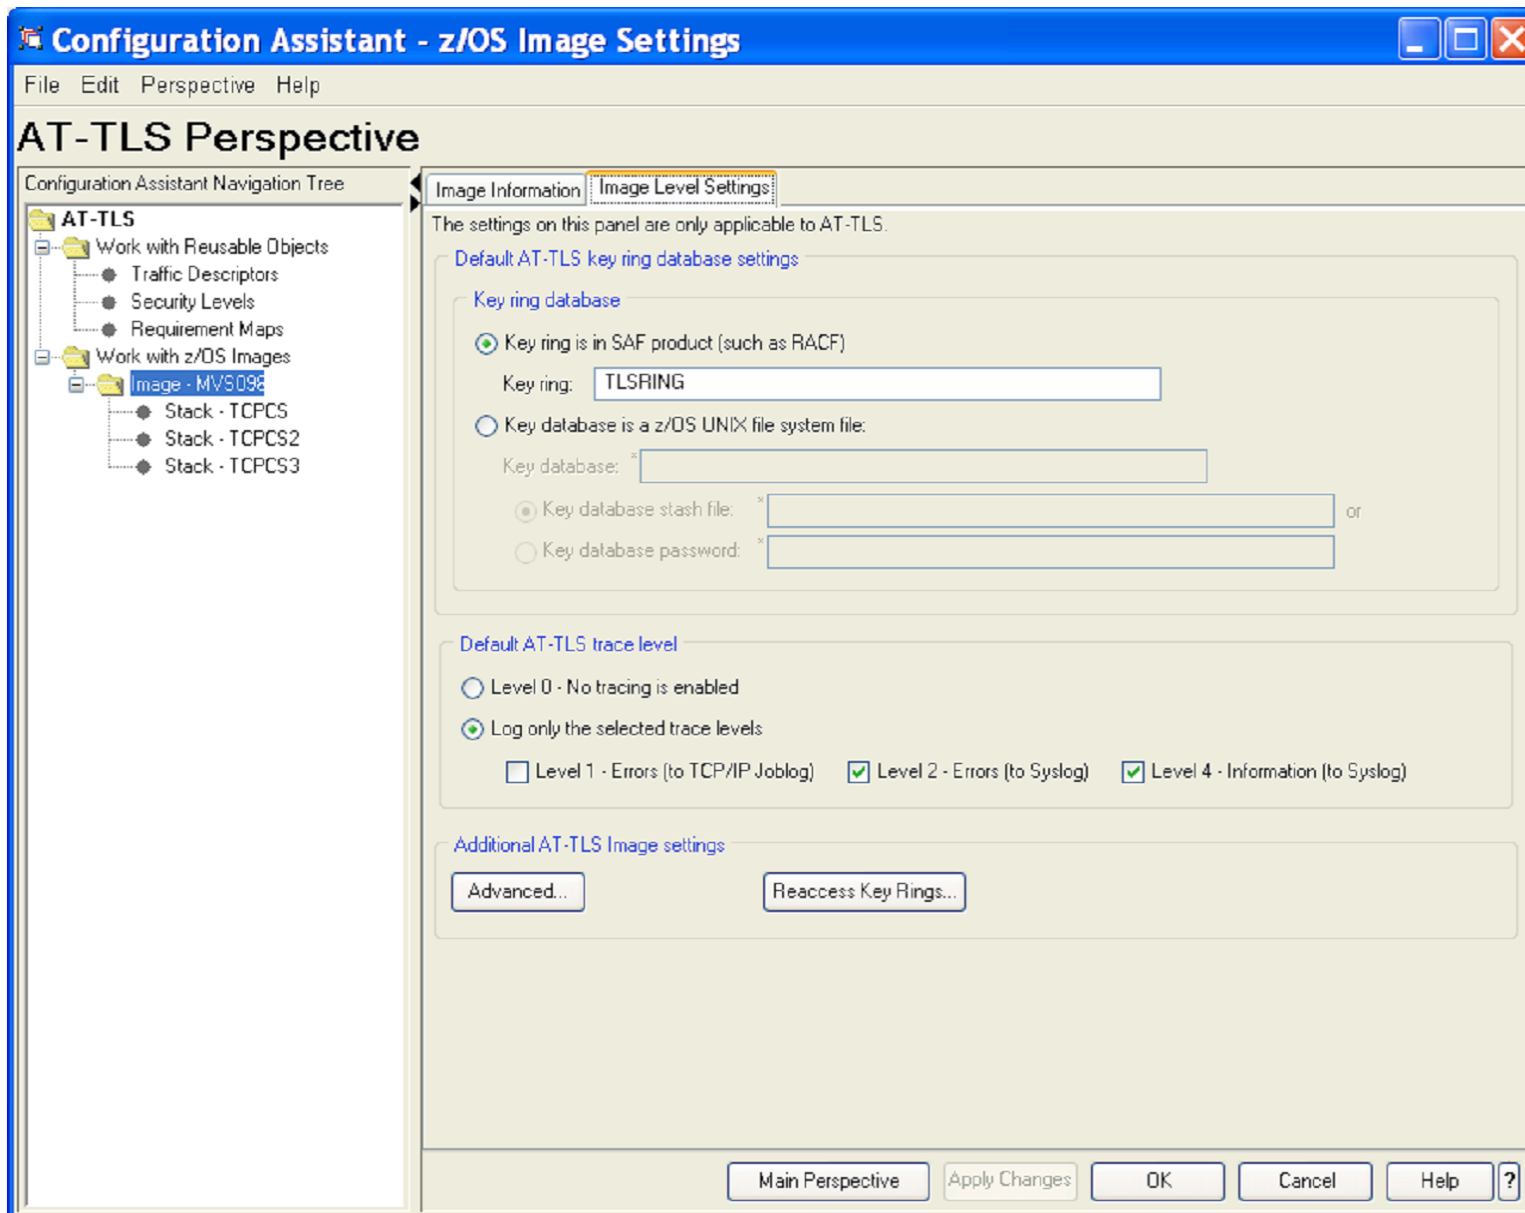 Configuration Assistant - z/OS Image Settings
File Edit Perspective Help
AT-TLS Perspective
Configuration Assistant Navigation Tree
AT-TLS
Work with Reusable Objects
Traffic Descriptors
Security Levels
Requirement Maps
Work with z/OS Images
Image - MVS098
Stack - TCPCS
Stack - TCPCS2
Stack - TCPCS3
Image Information Image Level Settings
The settings on this panel are only applicable to AT-TLS.
Default AT-TLS key ring database settings
Key ring database
Key ring is in SAF product (such as RACF)
Key ring: TLSRING
Key database is a z/OS UNIX file system file:
Key database: *
Key database stash file: * or
Key database password: *
Default AT-TLS trace level
Level 0 - No tracing is enabled
Log only the selected trace levels
Level 1 - Errors (to TCP/IP Joblog) Level 2 - Errors (to Syslog) Level 4 - Information (to Syslog)
Additional AT-TLS Image settings
Advanced... Reaccess Key Rings...
Main Perspective Apply Changes OK Cancel Help ?